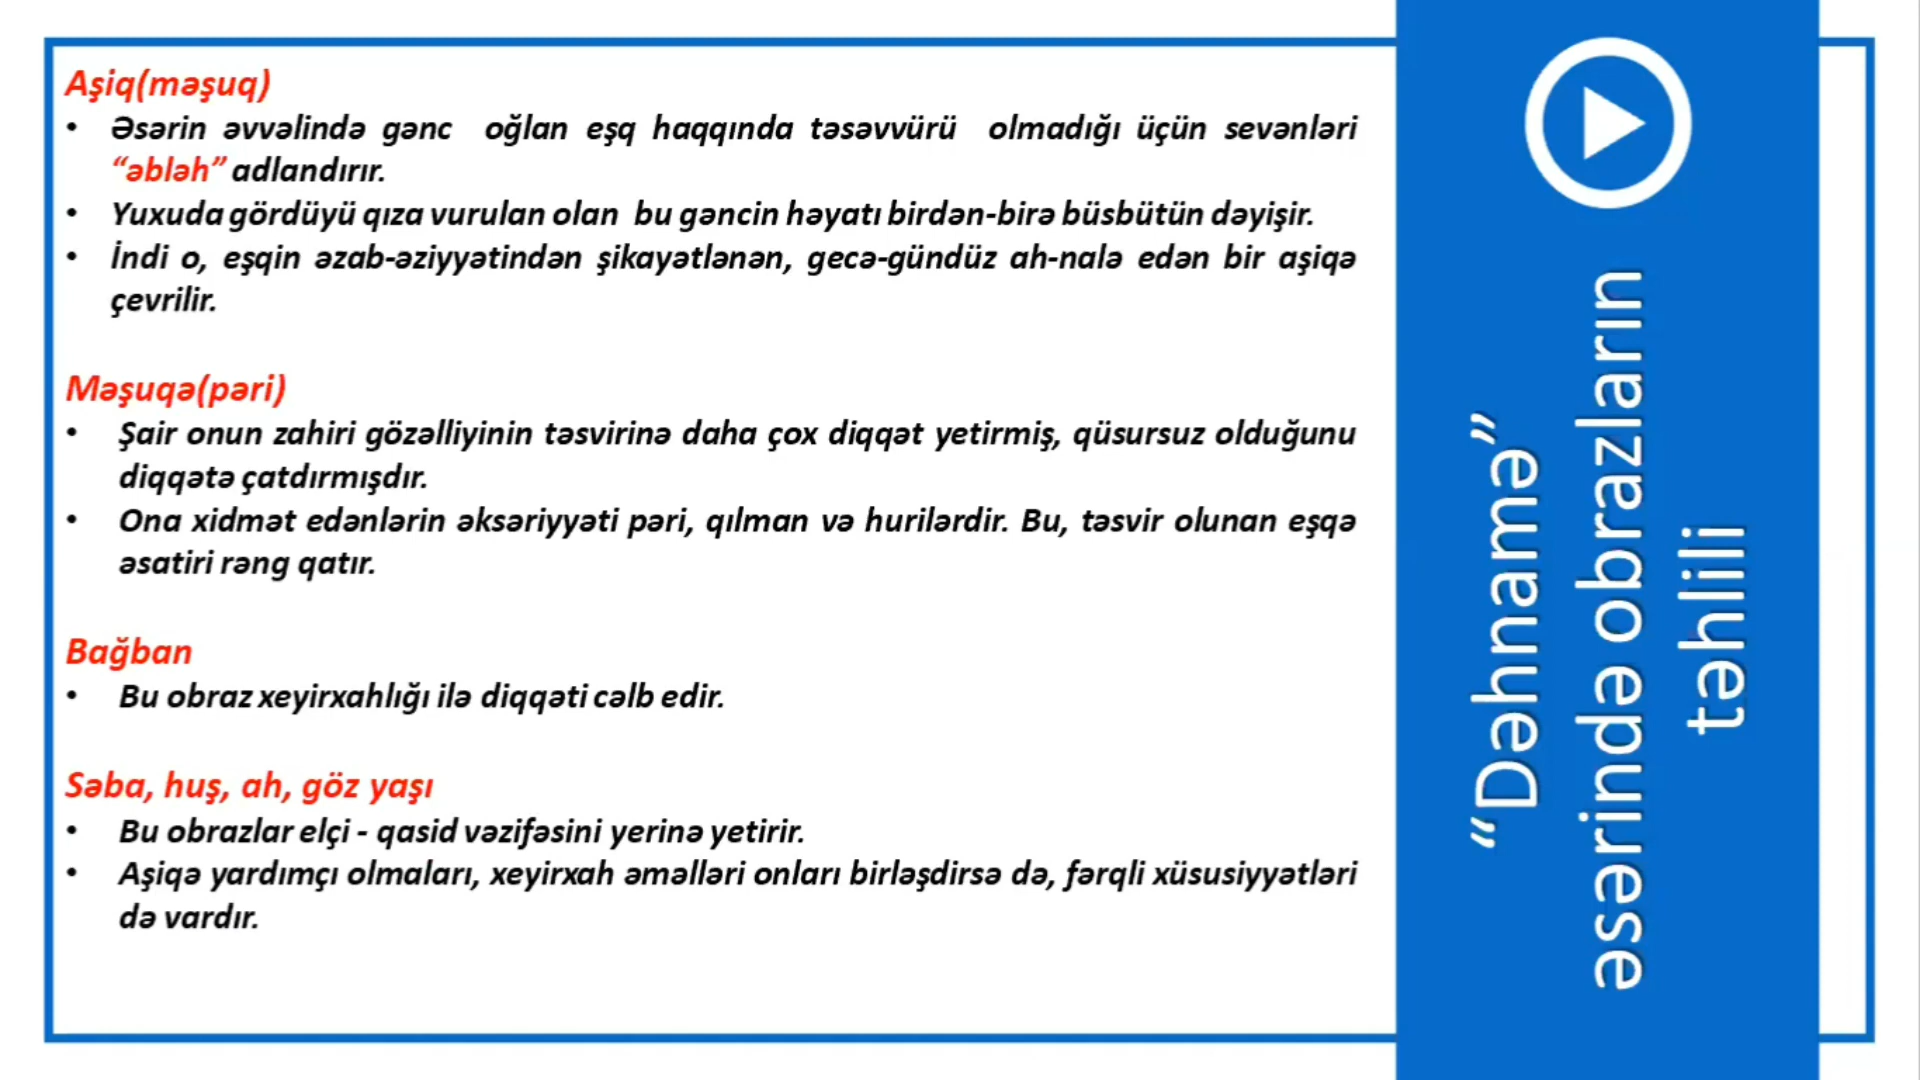 Aşiq(məşuq)
• Əsərin əvvəlində gənc oğlan eşq haqqında təsəvvürü olmadığı üçün sevənləri
“əbləh” adlandırır.
• Yuxuda gördüyü qıza vurulan olan bu gəncin həyatı birdən-birə büsbütün dəyişir.
• İndi o, eşqin əzab-əziyyətindən şikayətlənən, gecə-gündüz ah-nalə edən bir aşiqə
çevrilir.
Məşuqə(pəri)
• Şair onun zahiri gözəlliyinin təsvirinə daha çox diqqət yetirmiş, qüsursuz olduğunu
diqqətə çatdırmışdır.
• Ona xidmət edənlərin əksəriyyəti pəri, qılman və hurilərdir. Bu, təsvir olunan eşqə
əsatiri rəng qatır.
Bağban
• Bu obraz xeyirxahlığı ilə diqqəti cəlb edir.
Səba, huş, ah, göz yaşı
• Bu obrazlar elçi - qasid vəzifəsini yerinə yetirir.
• Aşiqə yardımçı olmaları, xeyirxah əməlləri onları birləşdirsə də, fərqli xüsusiyyətləri
də vardır.
“Dəhnamə”
əsərində obrazların
təhlili